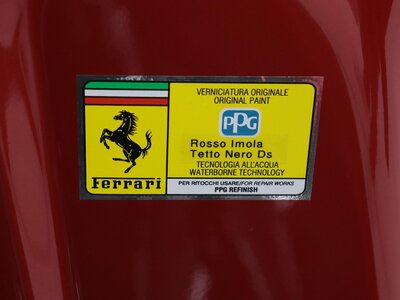 VERNICIATURA ORIGINALE
ORIGINAL PAINT
PPG
Rosso Imola
Tetto Nero Ds
TECNOLOGIA ALL'ACQUA
WATERBORNE TECHNOLOGY
Ferrari
PER RITOCCHI USARE/FOR REPAIR WORKS
PPG REFINISH